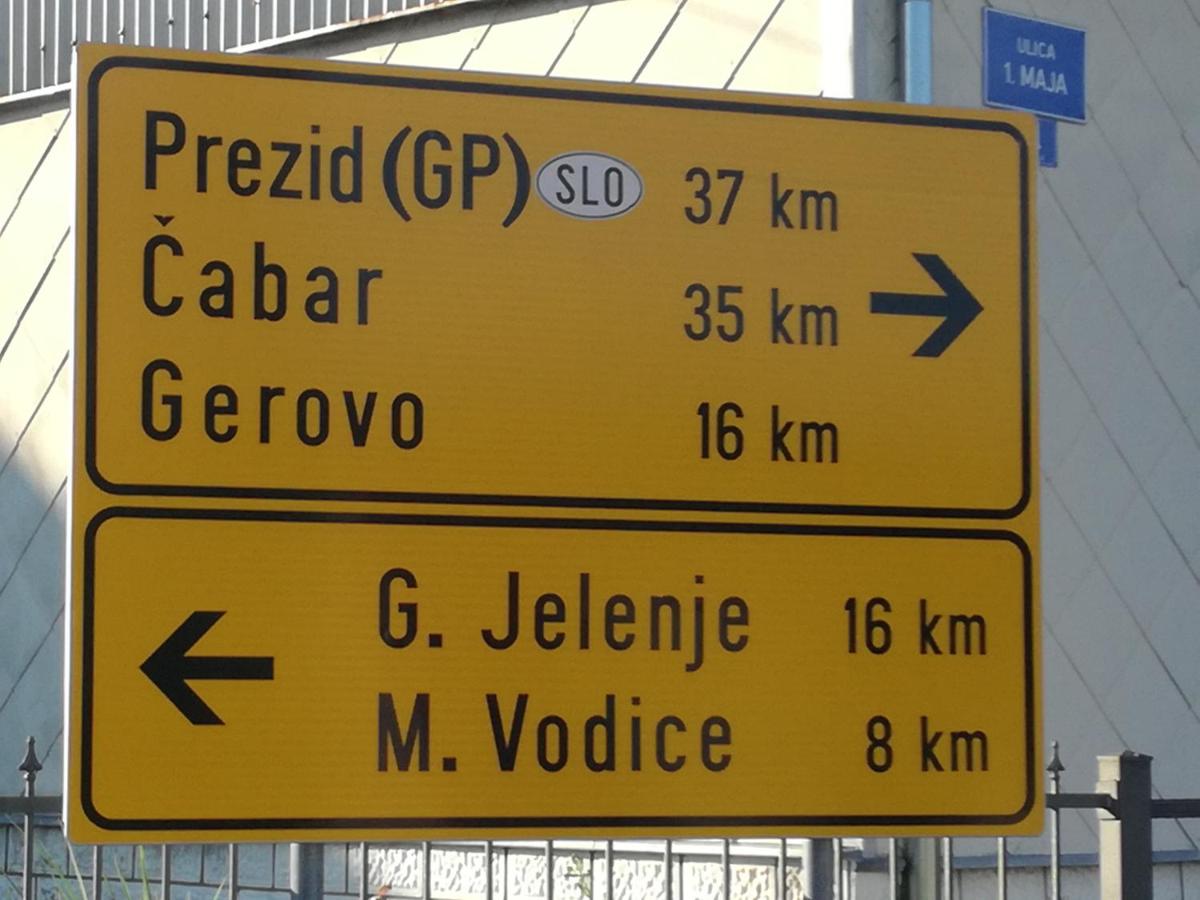 Prezid (GP) SLO 37 km
Čabar 35 km
Gerovo 16 km
G. Jelenje 16 km
M. Vodice 8 km
ULICA
1. MAJA